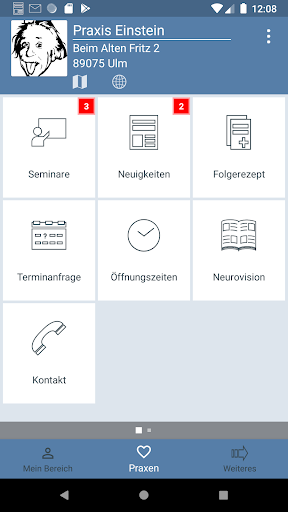 12:08
Praxis Einstein
Beim Alten Fritz 2
89075 Ulm
3
2
Seminare
Neuigkeiten
Folgerezept
Terminanfrage
Öffnungszeiten
Neurovision
Kontakt
Mein Bereich
Praxen
Weiteres